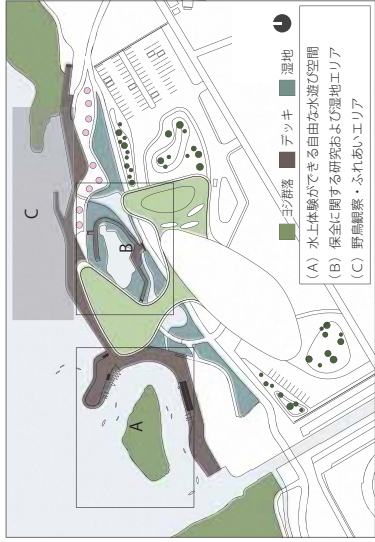 C
B
A
ヨシ群落
デッキ
湿地
(A) 水上体験ができる自由な水遊び空間
(B) 保全に関する研究および湿地エリア
(C) 野鳥観察・ふれあいエリア